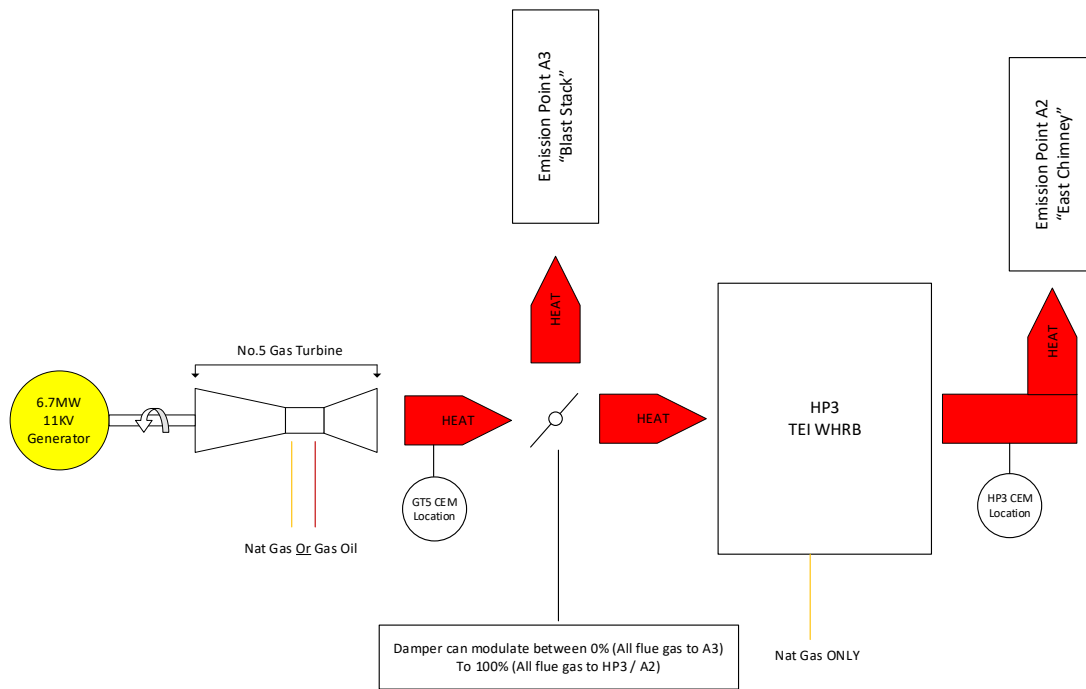 Emission Point A3
“Blast Stack”
Emission Point A2
“East Chimney”
HEAT
HEAT
No.5 Gas Turbine
6.7MW
11KV
Generator
HEAT
HEAT
HP3
TEI WHRB
GT5 CEM
Location
HP3 CEM
Location
Nat Gas Or Gas Oil
Damper can modulate between 0% (All flue gas to A3)
To 100% (All flue gas to HP3 / A2)
Nat Gas ONLY